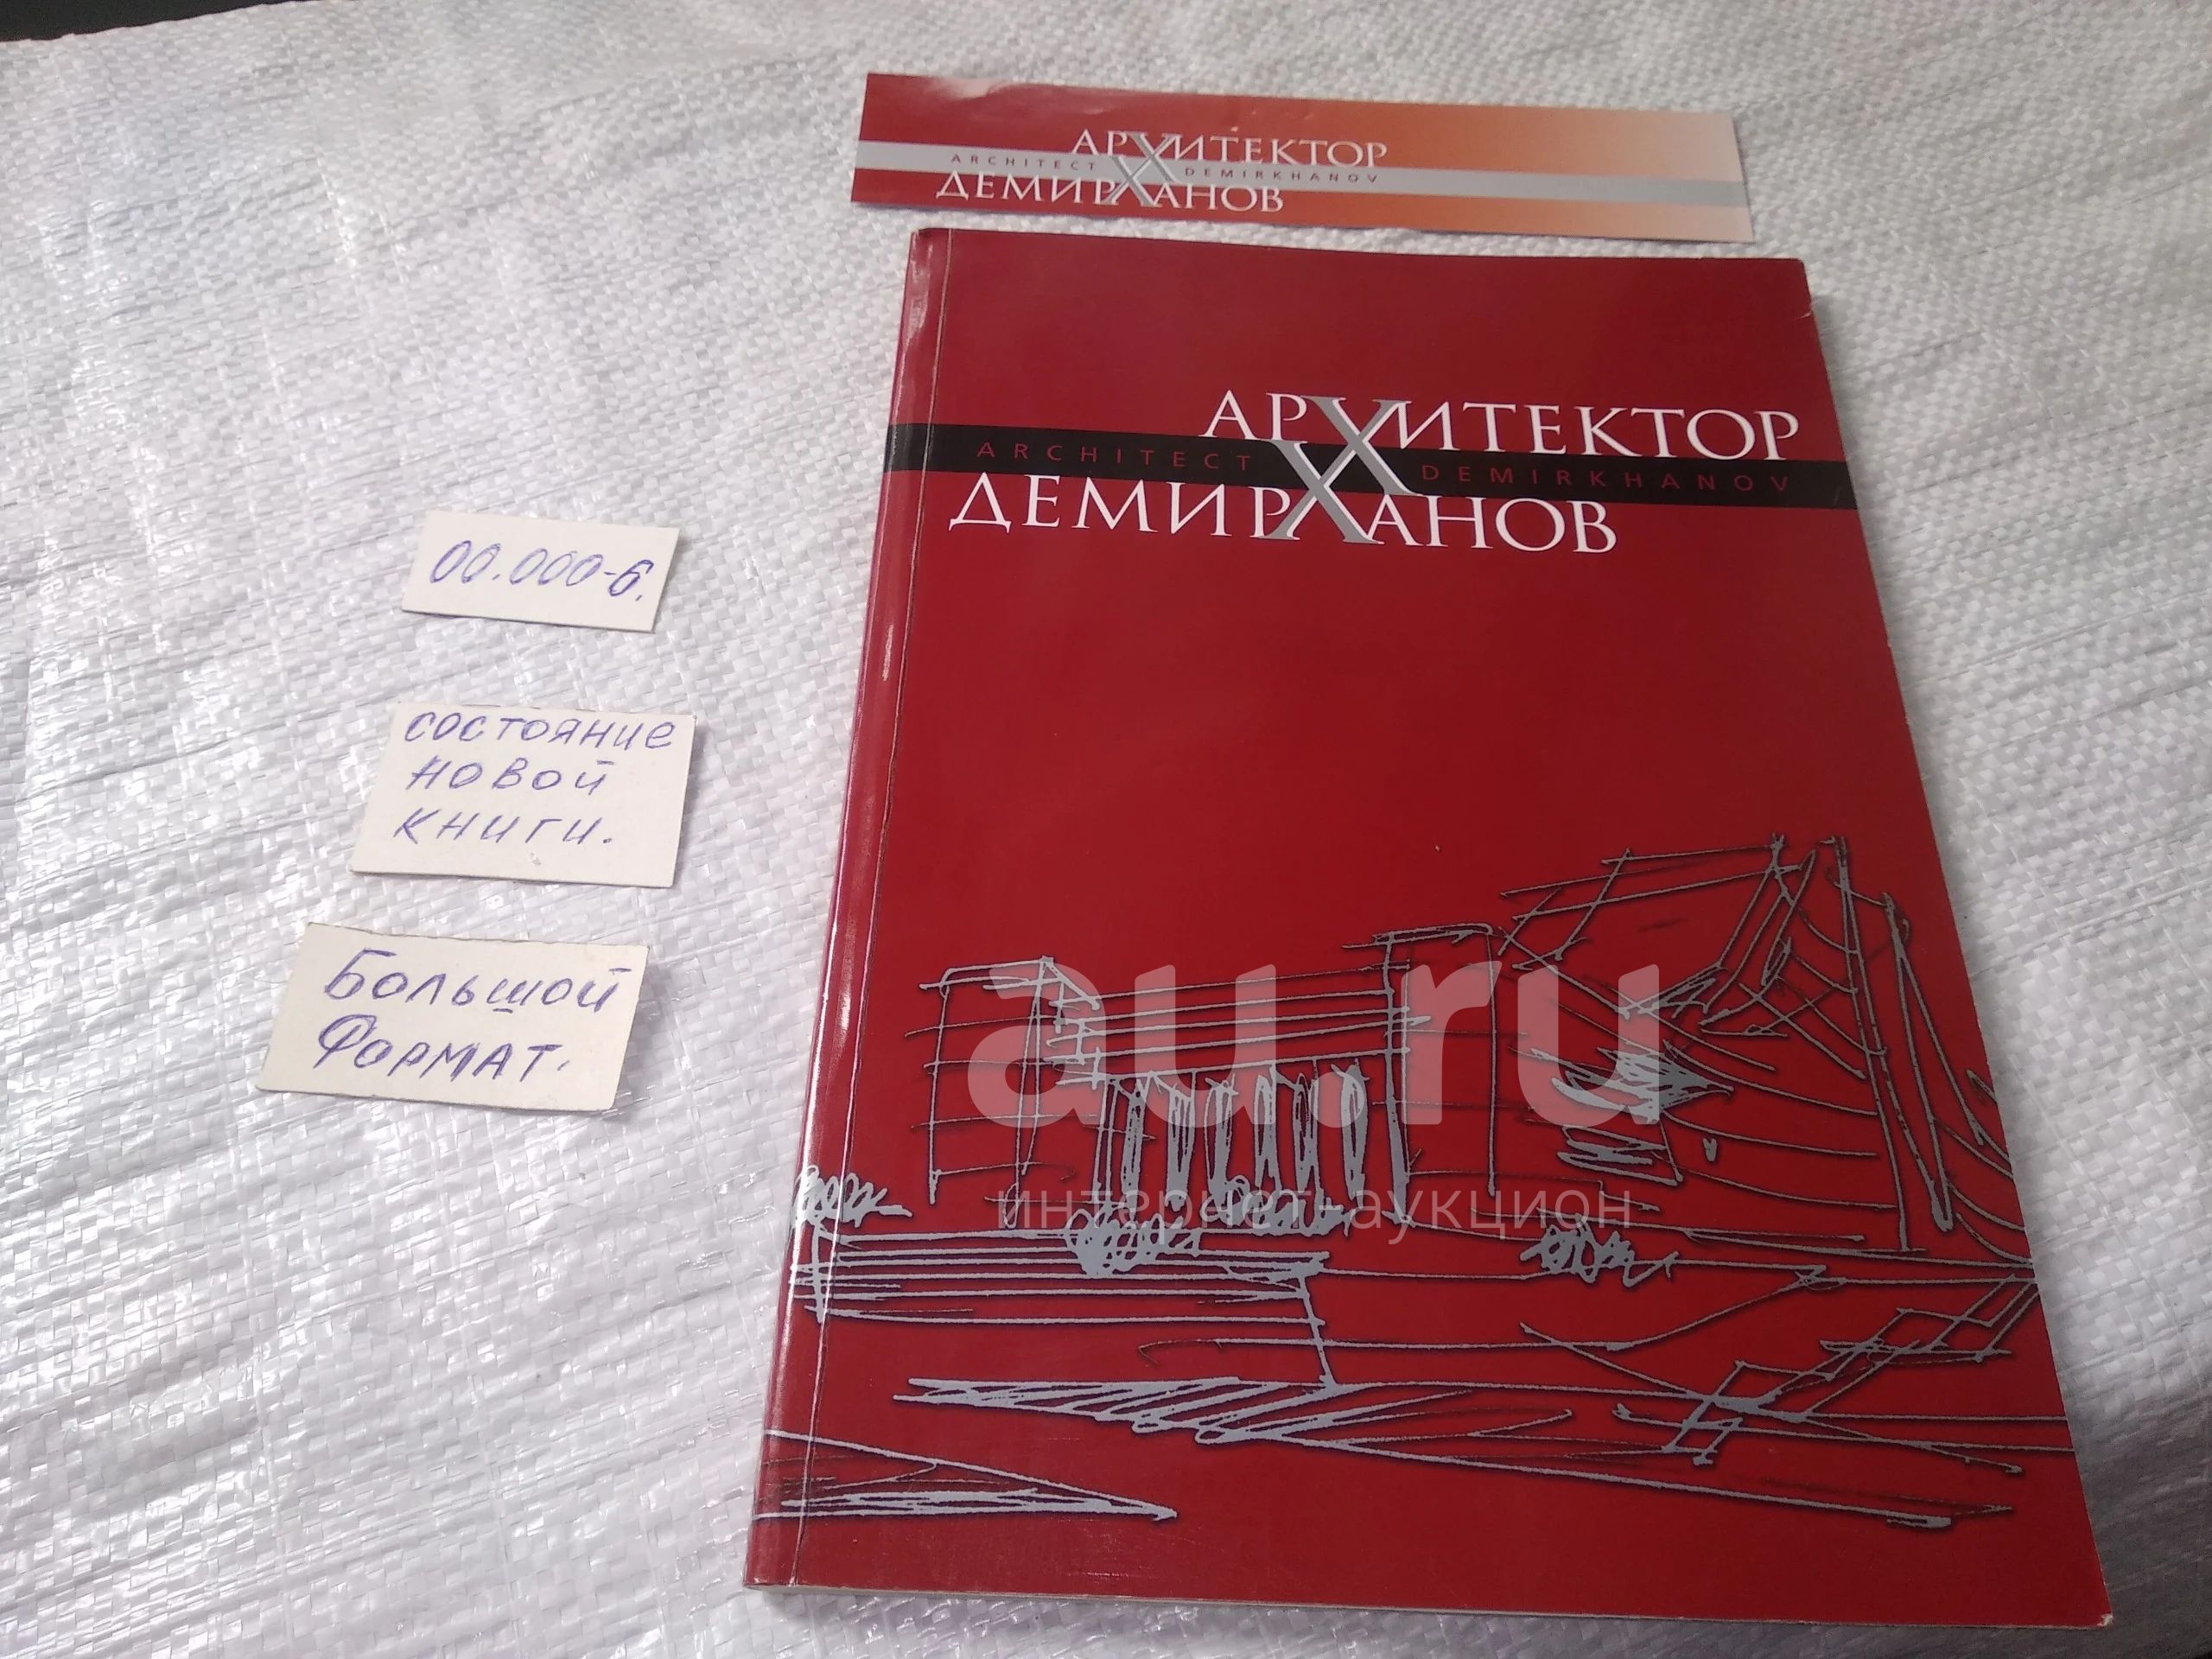 АРХИТЕКТОР
ARCHITECT DEMIRKHANOV
ДЕМИРХАНОВ
АРХИТЕКТОР
ARCHITECT DEMIRKHANOV
ДЕМИРХАНОВ
00.000-6.
СОСТОЯНИЕ
НОВОЙ
КНИГИ.
БОЛЬШОЙ
ФОРМАТ.
au.ru
интернет-аукцион